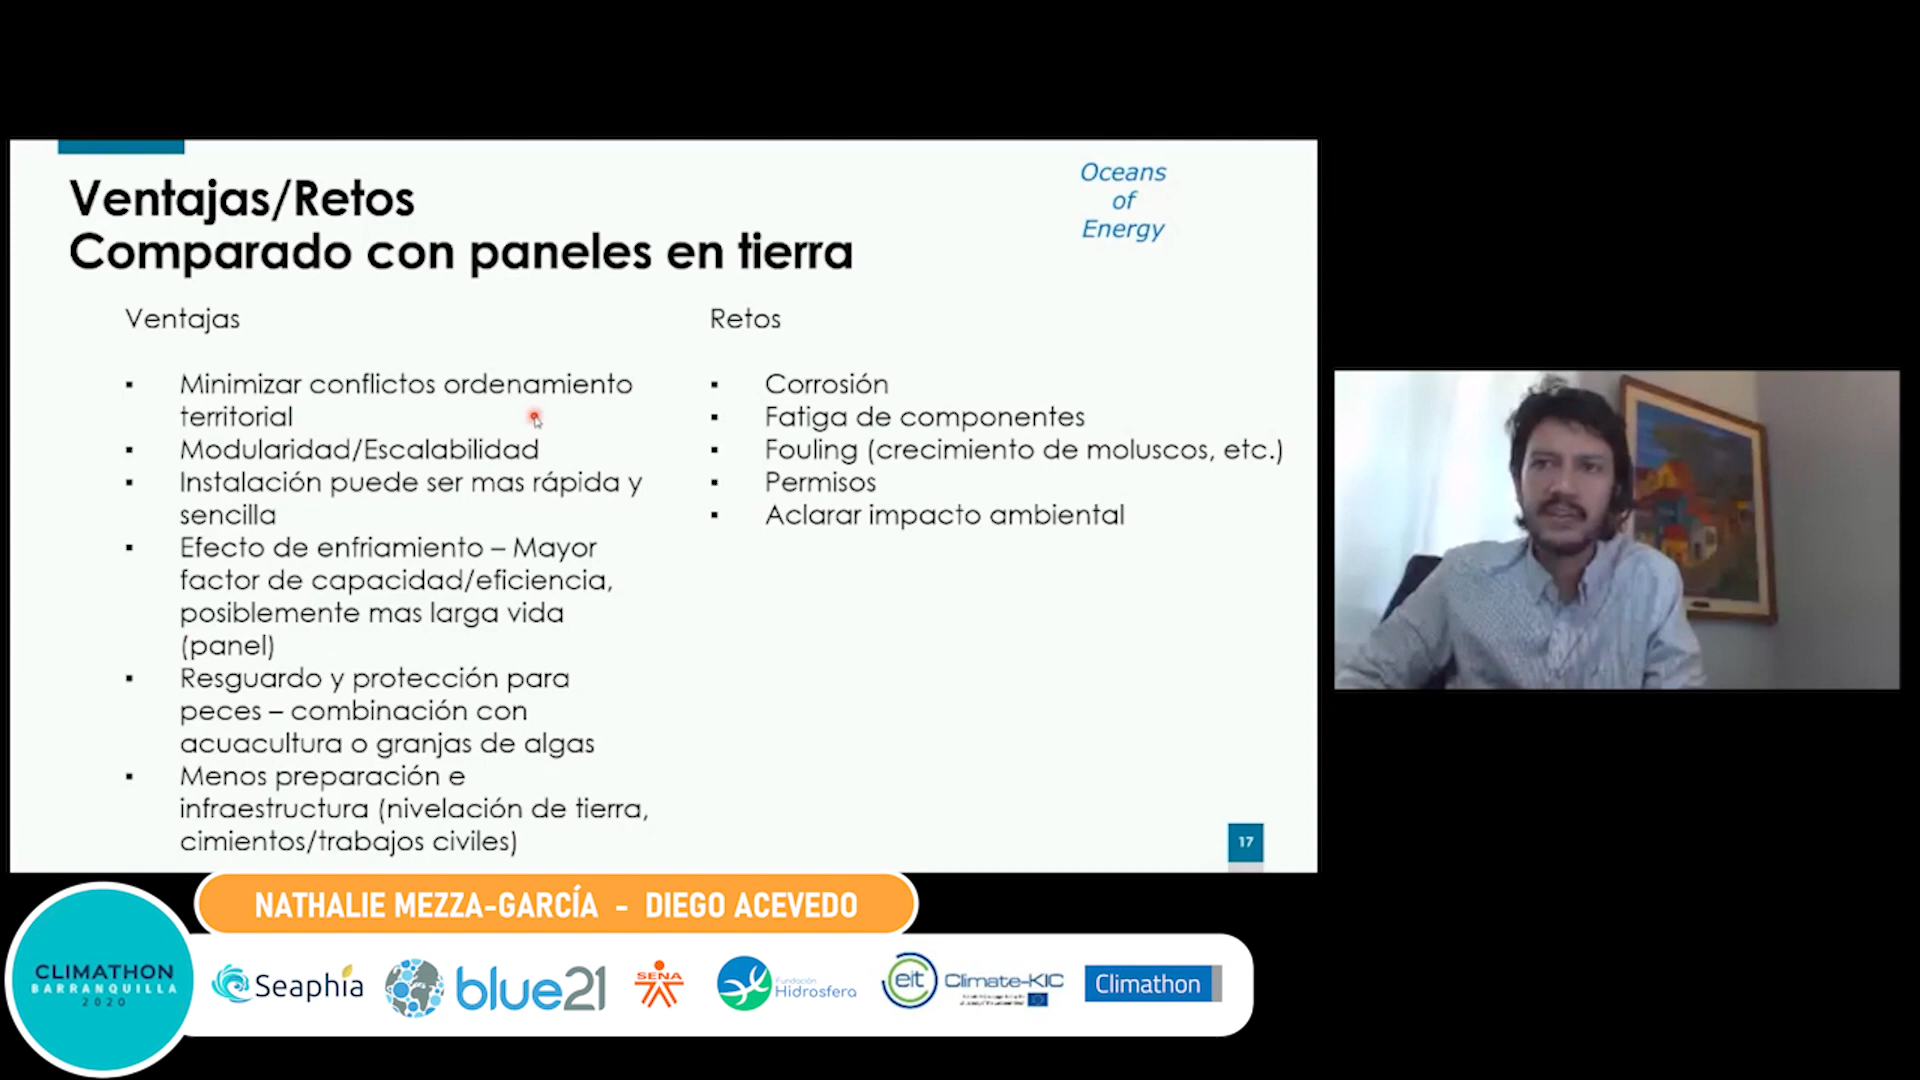 Ventajas/Retos
Comparado con paneles en tierra
Oceans
of
Energy
Ventajas
▪ Minimizar conflictos ordenamiento
territorial
▪ Modularidad/Escalabilidad
▪ Instalación puede ser mas rápida y
sencilla
▪ Efecto de enfriamiento – Mayor
factor de capacidad/eficiencia,
posiblemente mas larga vida
(panel)
▪ Resguardo y protección para
peces – combinación con
acuacultura o granjas de algas
▪ Menos preparación e
infraestructura (nivelación de tierra,
cimientos/trabajos civiles)
Retos
▪ Corrosión
▪ Fatiga de componentes
▪ Fouling (crecimiento de moluscos, etc.)
▪ Permisos
▪ Aclarar impacto ambiental
17
NATHALIE MEZZA-GARCÍA - DIEGO ACEVEDO
CLIMATHON
BARRANQUILLA
2020
Seaphia
blue21
SENA
Fundación
Hidrosfera
eit Climate-KIC
Climathon